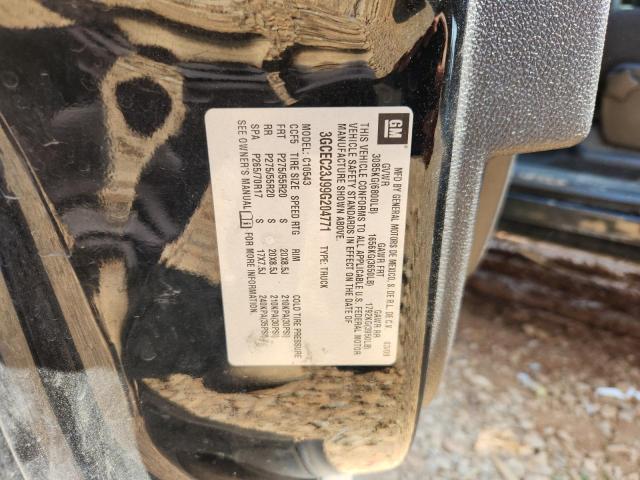 GM
MFD BY GENERAL MOTORS DE MEXICO, S. DE R.L. DE C.V. 03/09
GVWR GAWR FRT GAWR RR
3085KG(6800LB) 1656KG(3650LB) 1792KG(3950LB)
THIS VEHICLE CONFORMS TO ALL APPLICABLE U.S. FEDERAL MOTOR
VEHICLE SAFETY STANDARDS IN EFFECT ON THE DATE OF
MANUFACTURE SHOWN ABOVE.
3GCEC23J99G204771 TYPE: TRUCK
MODEL: C10543
CCFS TIRE SIZE SPEED RTG RIM COLD TIRE PRESSURE
FRT P275/55R20 S 20X8.5J 210KPA(30PSI)
RR P275/55R20 S 20X8.5J 210KPA(30PSI)
SPA P265/70R17 S 17X7.5J 240KPA(35PSI)
SEE OWNER'S MANUAL FOR MORE INFORMATION.